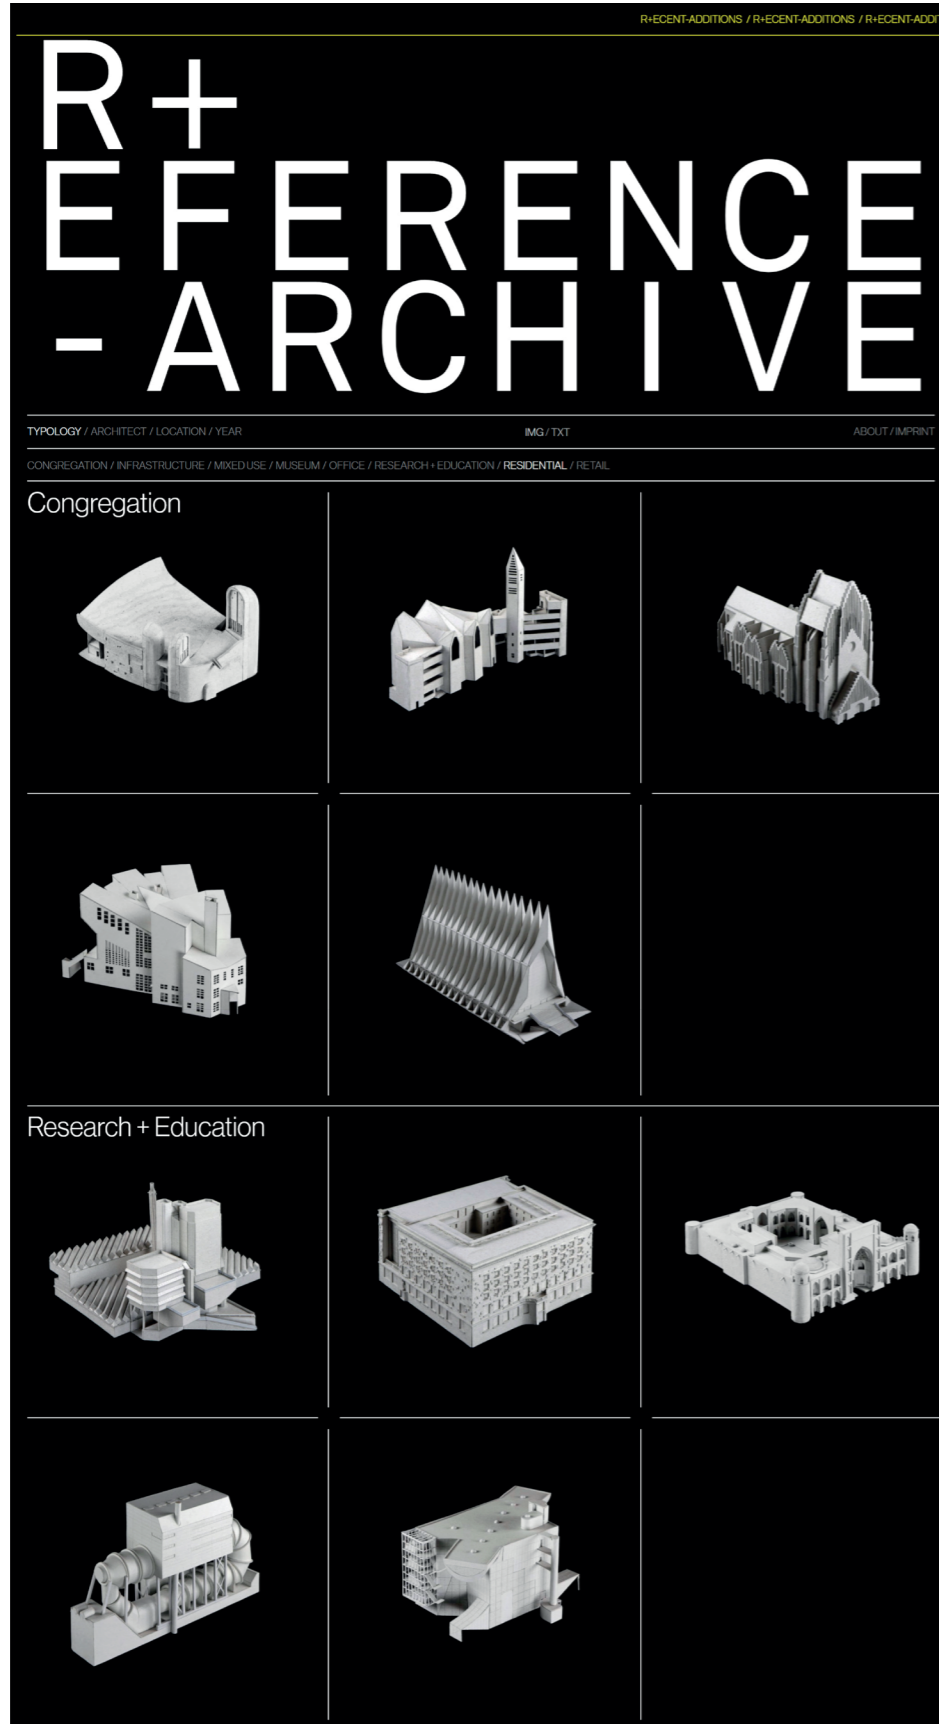 R+ECENT-ADDITIONS / R+ECENT-ADDITIONS / R+ECENT-ADDI
R+
EFERENCE
-ARCHIVE
TYPOLOGY / ARCHITECT / LOCATION / YEAR
IMG / TXT
ABOUT / IMPRINT
CONGREGATION / INFRASTRUCTURE / MIXED USE / MUSEUM / OFFICE / RESEARCH + EDUCATION / RESIDENTIAL / RETAIL
Congregation
Research + Education